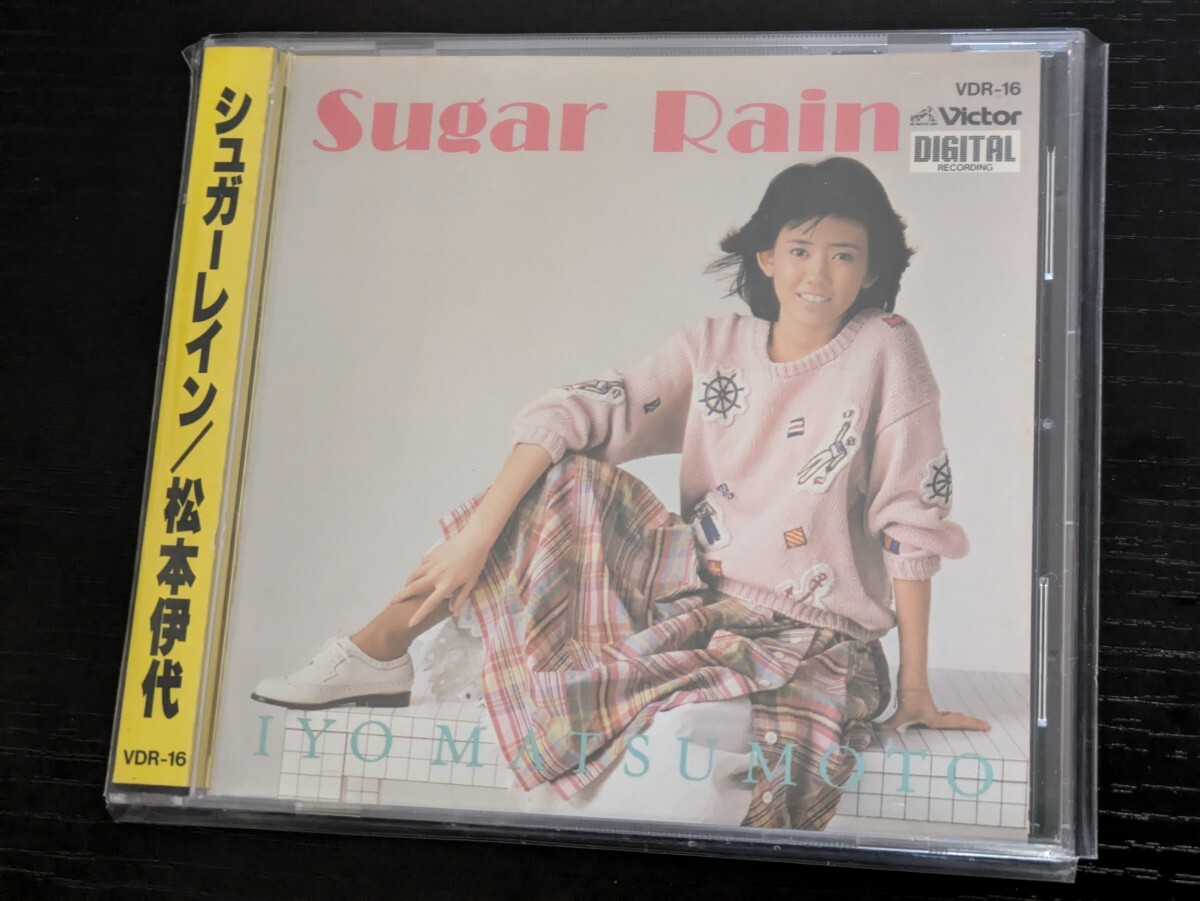 シュガーレイン/松本伊代
VDR-16
Sugar Rain
VDR-16
Victor
DIGITAL
RECORDING
IYO MATSUMOTO